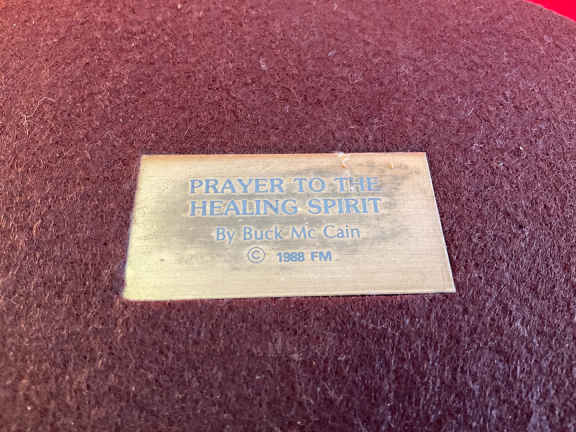 PRAYER TO THE
HEALING SPIRIT
By Buck Mc Cain
© 1988 FM